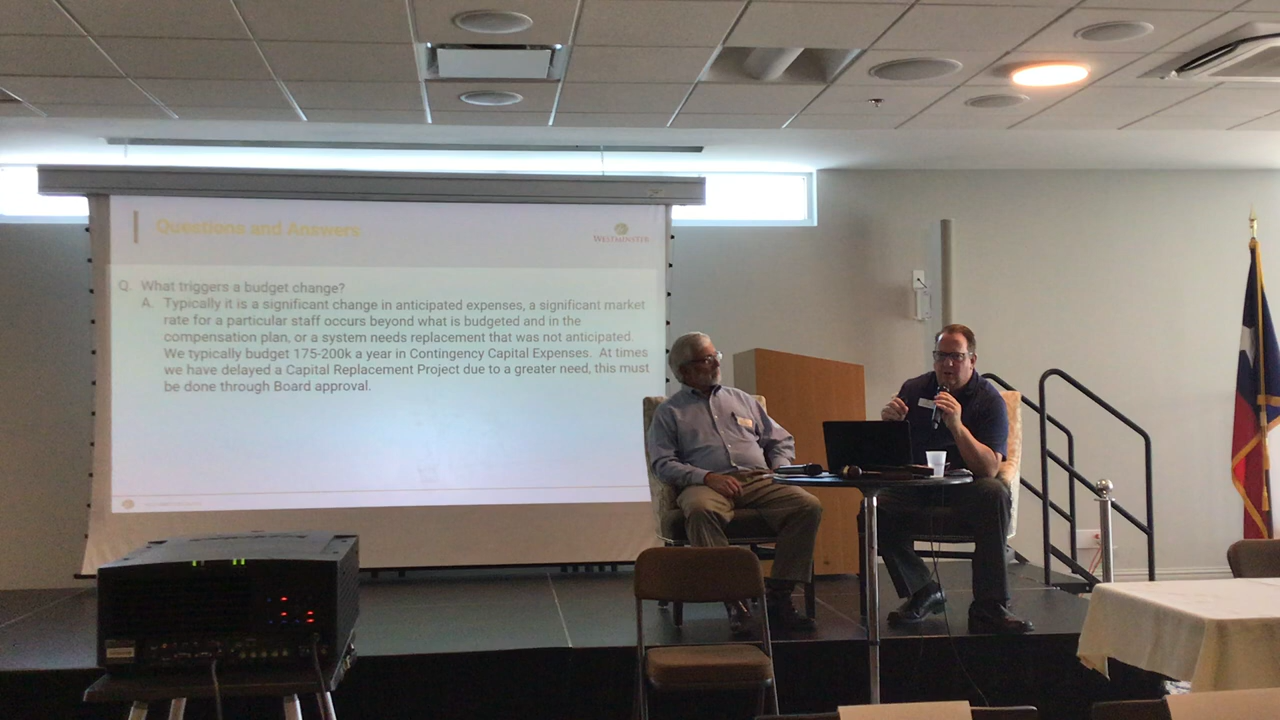 Questions and Answers
WESTMINSTER
Q. What triggers a budget change?
A. Typically it is a significant change in anticipated expenses, a significant market
rate for a particular staff occurs beyond what is budgeted and in the
compensation plan, or a system needs replacement that was not anticipated.
We typically budget 175-200k a year in Contingency Capital Expenses. At times
we have delayed a Capital Replacement Project due to a greater need, this must
be done through Board approval.